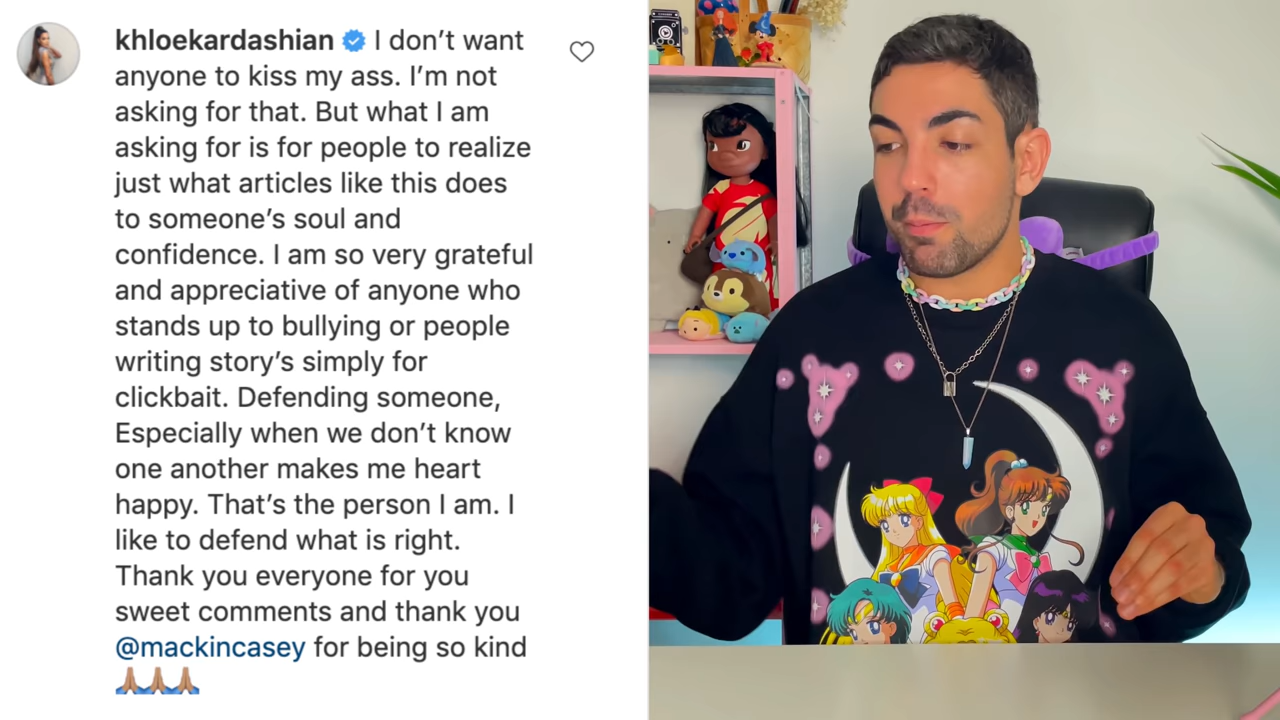 khloekardashian I don’t want
anyone to kiss my ass. I’m not
asking for that. But what I am
asking for is for people to realize
just what articles like this does
to someone’s soul and
confidence. I am so very grateful
and appreciative of anyone who
stands up to bullying or people
writing story’s simply for
clickbait. Defending someone,
Especially when we don’t know
one another makes me heart
happy. That’s the person I am. I
like to defend what is right.
Thank you everyone for you
sweet comments and thank you
@mackincasey for being so kind
🙏🏽🙏🏽🙏🏽